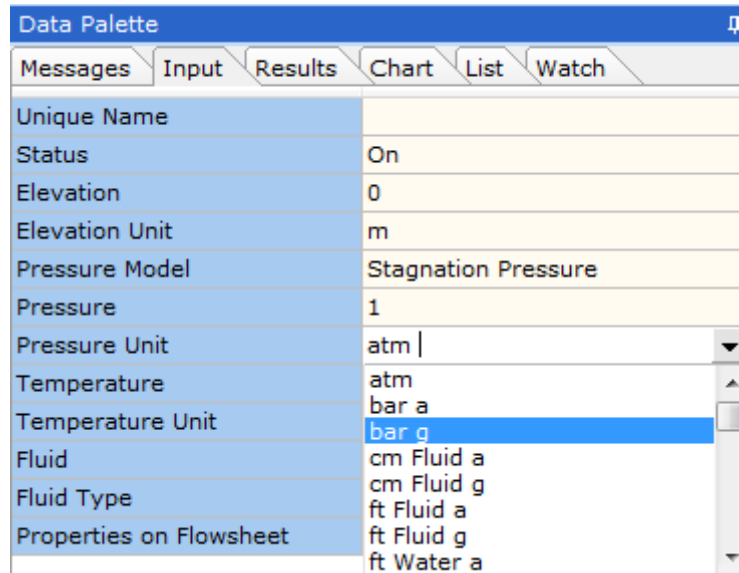 Data Palette
Messages Input Results Chart List Watch
Unique Name
Status On
Elevation 0
Elevation Unit m
Pressure Model Stagnation Pressure
Pressure 1
Pressure Unit atm
Temperature atm
bar a
Temperature Unit bar g
Fluid cm Fluid a
cm Fluid g
Fluid Type ft Fluid a
Properties on Flowsheet ft Fluid g
ft Water a